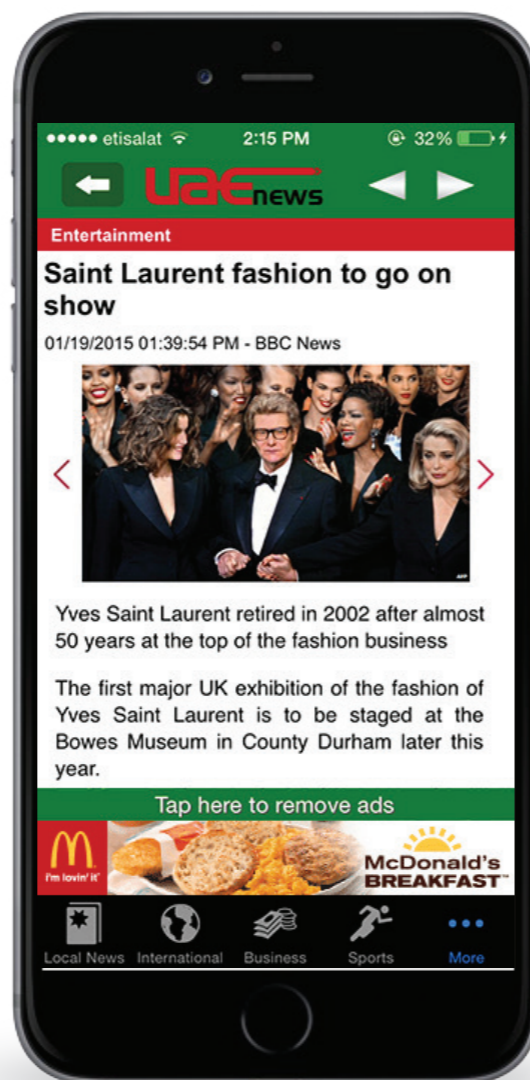 etisalat 2:15 PM 32%
uae news
Entertainment
Saint Laurent fashion to go on
show
01/19/2015 01:39:54 PM - BBC News
AFP
Yves Saint Laurent retired in 2002 after almost
50 years at the top of the fashion business
The first major UK exhibition of the fashion of
Yves Saint Laurent is to be staged at the
Bowes Museum in County Durham later this
year.
Tap here to remove ads
i'm lovin' it
McDonald's
BREAKFAST™
Local News International Business Sports More